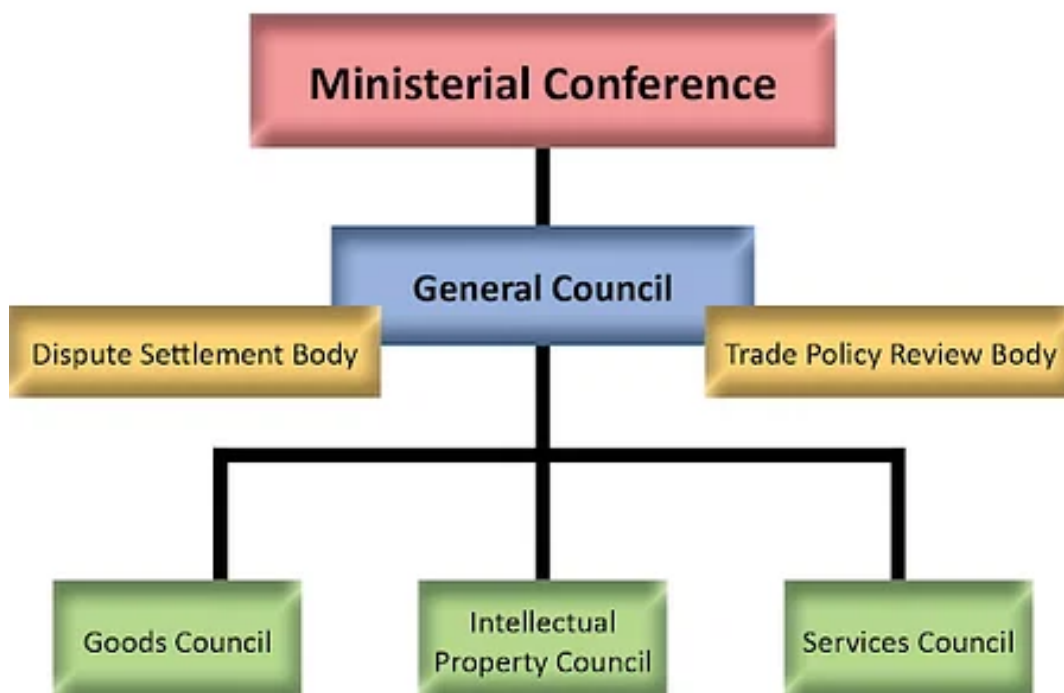 Ministerial Conference
General Council
Dispute Settlement Body
Trade Policy Review Body
Goods Council
Intellectual
Property Council
Services Council